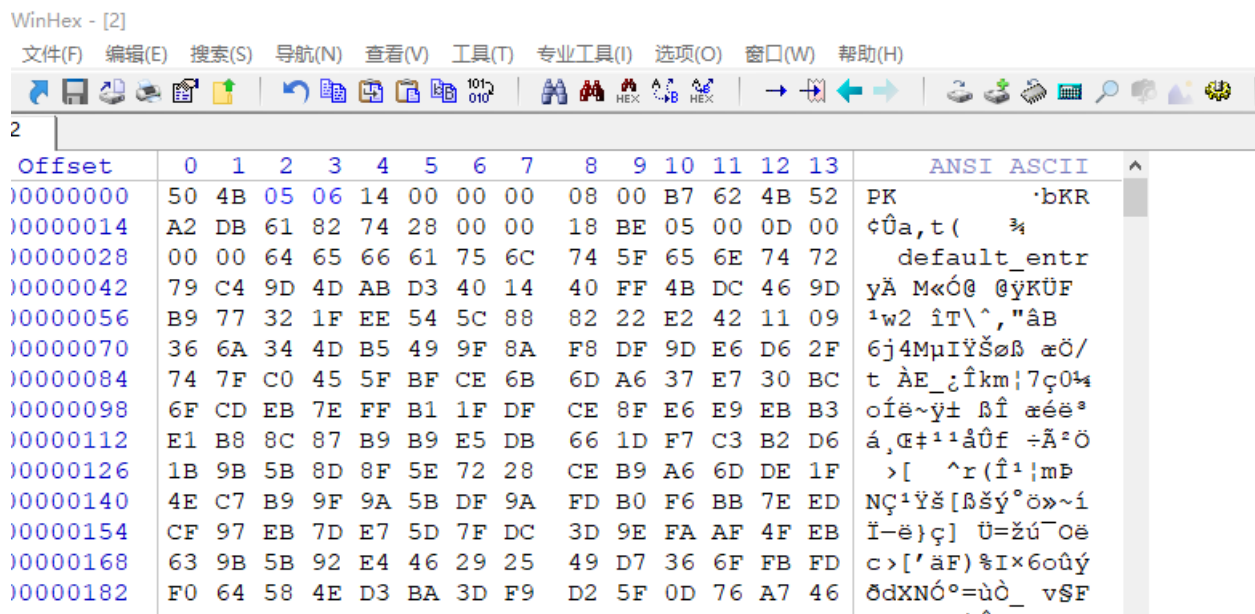 WinHex - [2]
文件(F) 编辑(E) 搜索(S) 导航(N) 查看(V) 工具(T) 专业工具(I) 选项(O) 窗口(W) 帮助(H)
2
Offset 0 1 2 3 4 5 6 7 8 9 10 11 12 13 ANSI ASCII
00000000 50 4B 05 06 14 00 00 00 08 00 B7 62 4B 52 PK ·bKR
00000014 A2 DB 61 82 74 28 00 00 18 BE 05 00 0D 00 ¢Ûa‚t( ¾
00000028 00 00 64 65 66 61 75 6C 74 5F 65 6E 74 72 default_entr
00000042 79 C4 9D 4D AB D3 40 14 40 FF 4B DC 46 9D yÄ M«Ó@ @ÿKÜF
00000056 B9 77 32 1F EE 54 5C 88 82 22 E2 42 11 09 ¹w2 îT\ˆ‚"âB
00000070 36 6A 34 4D B5 49 9F 8A F8 DF 9D E6 D6 2F 6j4MµIŸŠøß æÖ/
00000084 74 7F C0 45 5F BF CE 6B 6D A6 37 E7 30 BC t ÀE_¿Îkm¦7ç0¼
00000098 6F CD EB 7E FF B1 1F DF CE 8F E6 E9 EB B3 oÍë~ÿ± ßÎ æéë³
00000112 E1 B8 8C 87 B9 B9 E5 DB 66 1D F7 C3 B2 D6 á¸Œ‡¹¹åÛf ÷Ã²Ö
00000126 1B 9B 5B 8D 8F 5E 72 28 CE B9 A6 6D DE 1F ›[ ^r(Î¹¦mÞ
00000140 4E C7 B9 9F 9A 5B DF 9A FD B0 F6 BB 7E ED NÇ¹Ÿš[ßšý°ö»~í
00000154 CF 97 EB 7D E7 5D 7F DC 3D 9E FA AF 4F EB Ï—ë}ç] Ü=žú¯Oë
00000168 63 9B 5B 92 E4 46 29 25 49 D7 36 6F FB FD c›[’äF)%I×6oûý
00000182 F0 64 58 4E D3 BA 3D F9 D2 5F 0D 76 A7 46 ðdXNÓº=ùÒ_ v§F